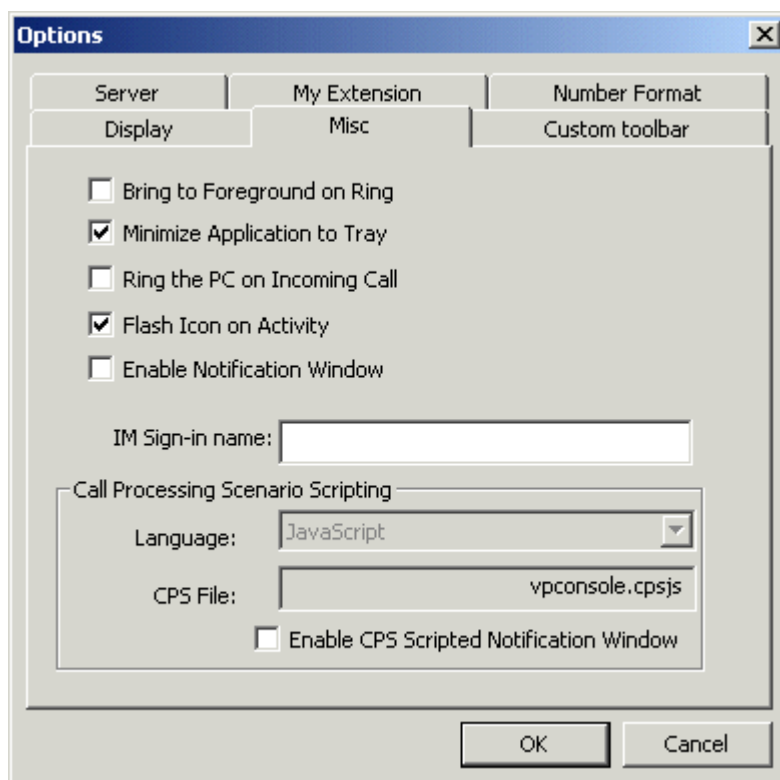 Options
Server
My Extension
Number Format
Display
Misc
Custom toolbar
Bring to Foreground on Ring
Minimize Application to Tray
Ring the PC on Incoming Call
Flash Icon on Activity
Enable Notification Window
IM Sign-in name:
Call Processing Scenario Scripting
Language:
JavaScript
CPS File:
vpconsole.cpsjs
Enable CPS Scripted Notification Window
OK
Cancel